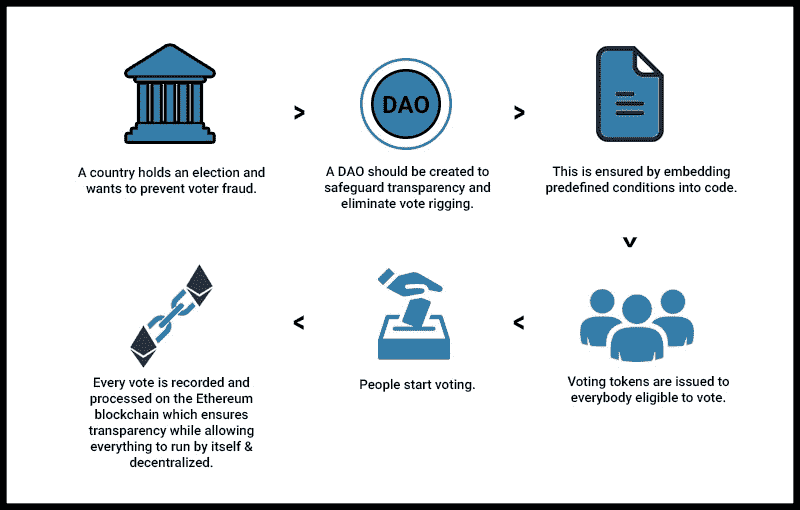 A country holds an election and
wants to prevent voter fraud.
>
DAO
A DAO should be created to
safeguard transparency and
eliminate vote rigging.
>
This is ensured by embedding
predefined conditions into code.
>
Voting tokens are issued to
everybody eligible to vote.
<
People start voting.
<
Every vote is recorded and
processed on the Ethereum
blockchain which ensures
transparency while allowing
everything to run by itself &
decentralized.